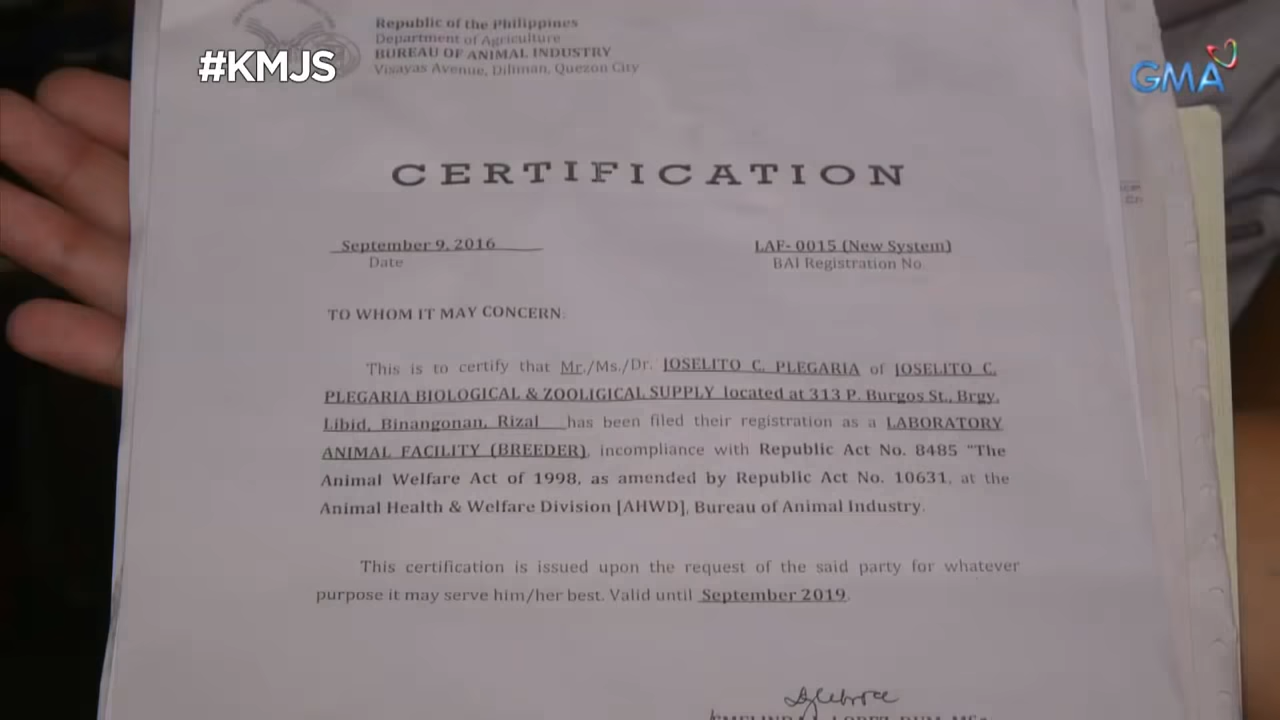 #KMJS
GMA
Republic of the Philippines
Department of Agriculture
BUREAU OF ANIMAL INDUSTRY
Visayas Avenue, Diliman, Quezon City
CERTIFICATION
September 9, 2016 LAF- 0015 (New System)
Date BAI Registration No.
TO WHOM IT MAY CONCERN:
This is to certify that Mr./Ms./Dr. JOSELITO C. PLEGARIA of JOSELITO C.
PLEGARIA BIOLOGICAL & ZOOLIGICAL SUPPLY located at 313 P. Burgos St., Brgy.
Libid, Binangonan, Rizal has been filed their registration as a LABORATORY
ANIMAL FACILITY (BREEDER), incompliance with Republic Act No. 8485 "The
Animal Welfare Act of 1998, as amended by Republic Act No. 10631, at the
Animal Health & Welfare Division [AHWD], Bureau of Animal Industry.
This certification is issued upon the request of the said party for whatever
purpose it may serve him/her best. Valid until September 2019.